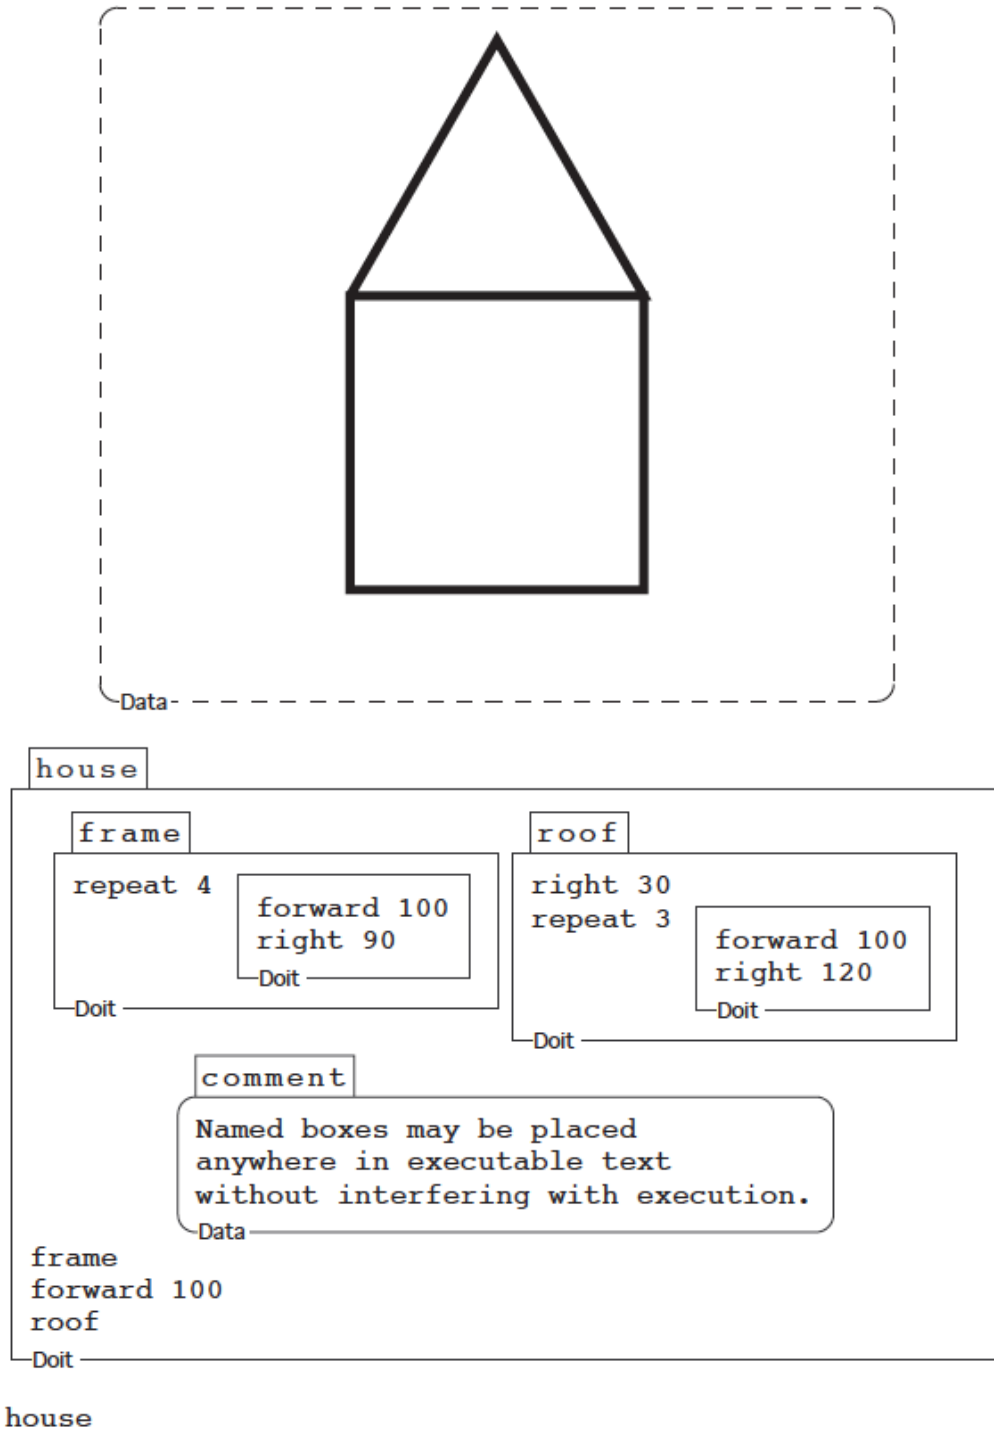 Data
house
frame
repeat 4
forward 100
right 90
Doit
Doit
roof
right 30
repeat 3
forward 100
right 120
Doit
Doit
comment
Named boxes may be placed
anywhere in executable text
without interfering with execution.
Data
frame
forward 100
roof
Doit
house